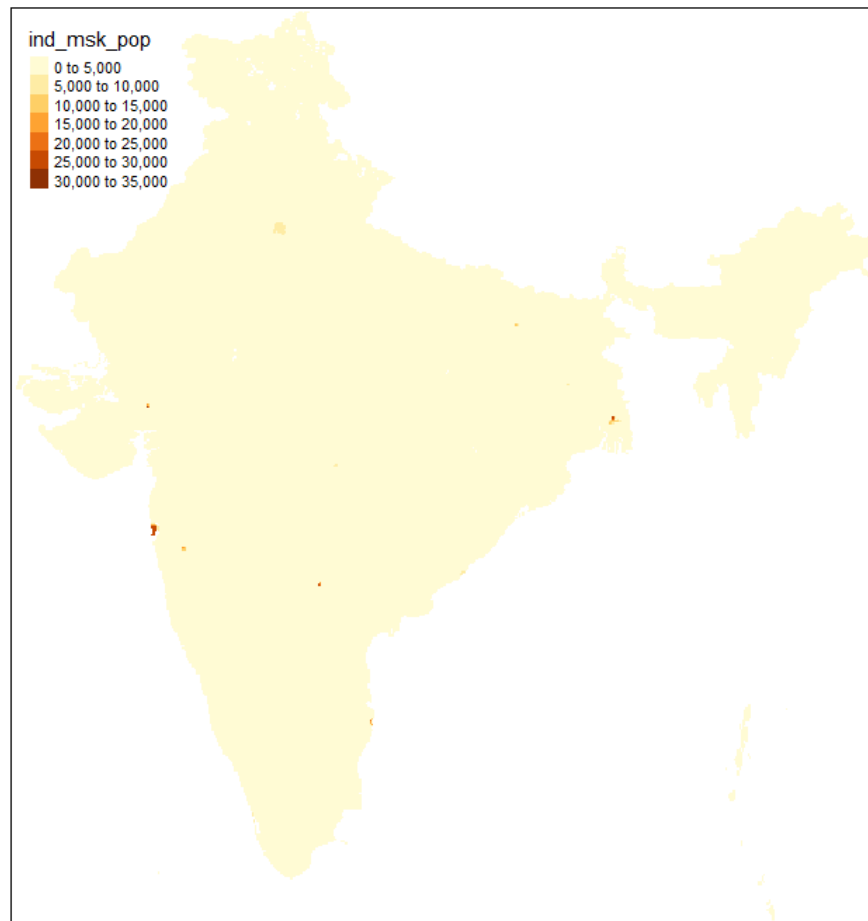 ind_msk_pop
0 to 5,000
5,000 to 10,000
10,000 to 15,000
15,000 to 20,000
20,000 to 25,000
25,000 to 30,000
30,000 to 35,000